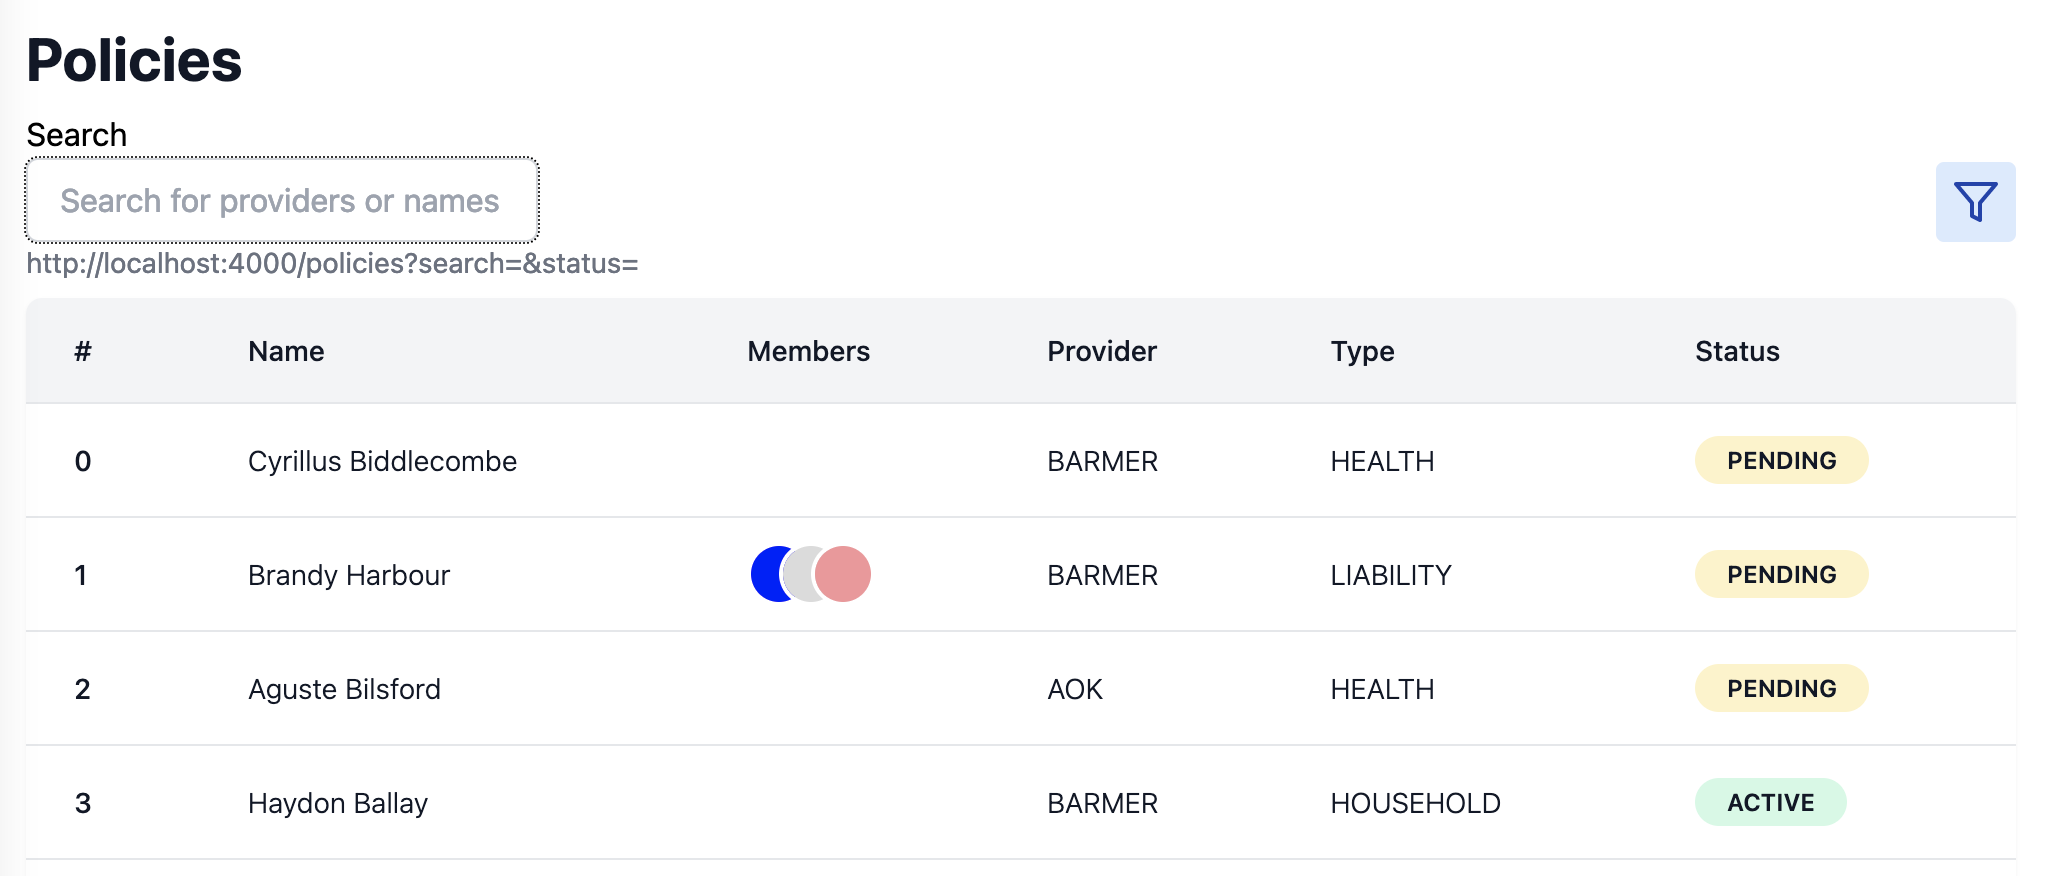 Policies
Search
Search for providers or names
http://localhost:4000/policies?search=&status=
# Name Members Provider Type Status
0 Cyrillus Biddlecombe BARMER HEALTH PENDING
1 Brandy Harbour BARMER LIABILITY PENDING
2 Aguste Bilsford AOK HEALTH PENDING
3 Haydon Ballay BARMER HOUSEHOLD ACTIVE